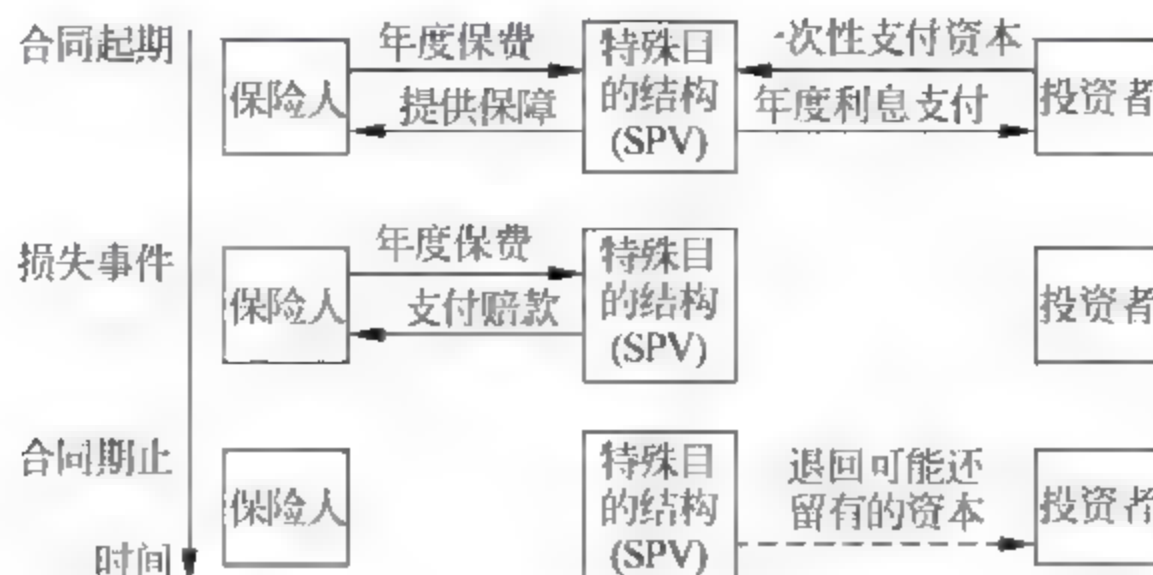 合同起期
年度保费
特殊目
的结构
(SPV)
一次性支付资本
保险人
提供保障
年度利息支付
投资者
损失事件
年度保费
特殊目
的结构
(SPV)
保险人
支付赔款
投资者
合同期止
特殊目
的结构
(SPV)
退回可能还
留有的资本
保险人
投资者
时间